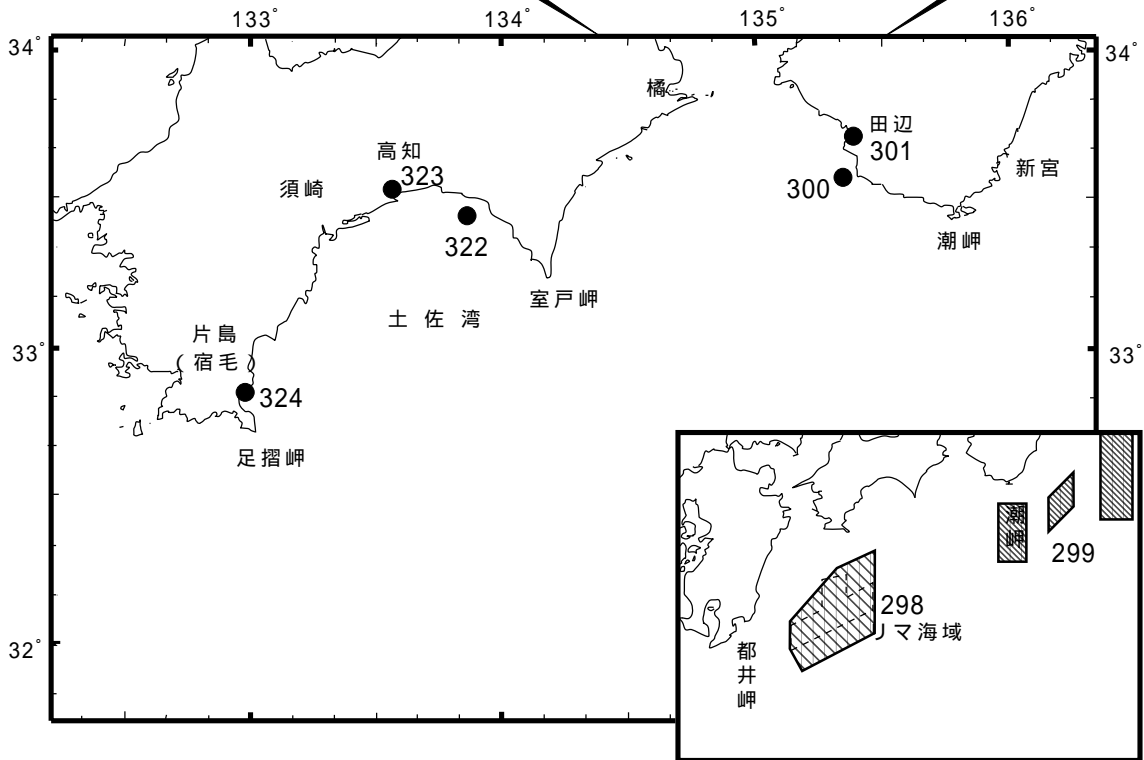 133°
134°
135°
136°
34°
34°
橘
田辺
301
高知
323
須崎
新宮
300
322
潮岬
室戸岬
土佐湾
片島
(宿毛)
33°
33°
324
足摺岬
潮
岬
299
298
リマ海域
32°
都
井
岬